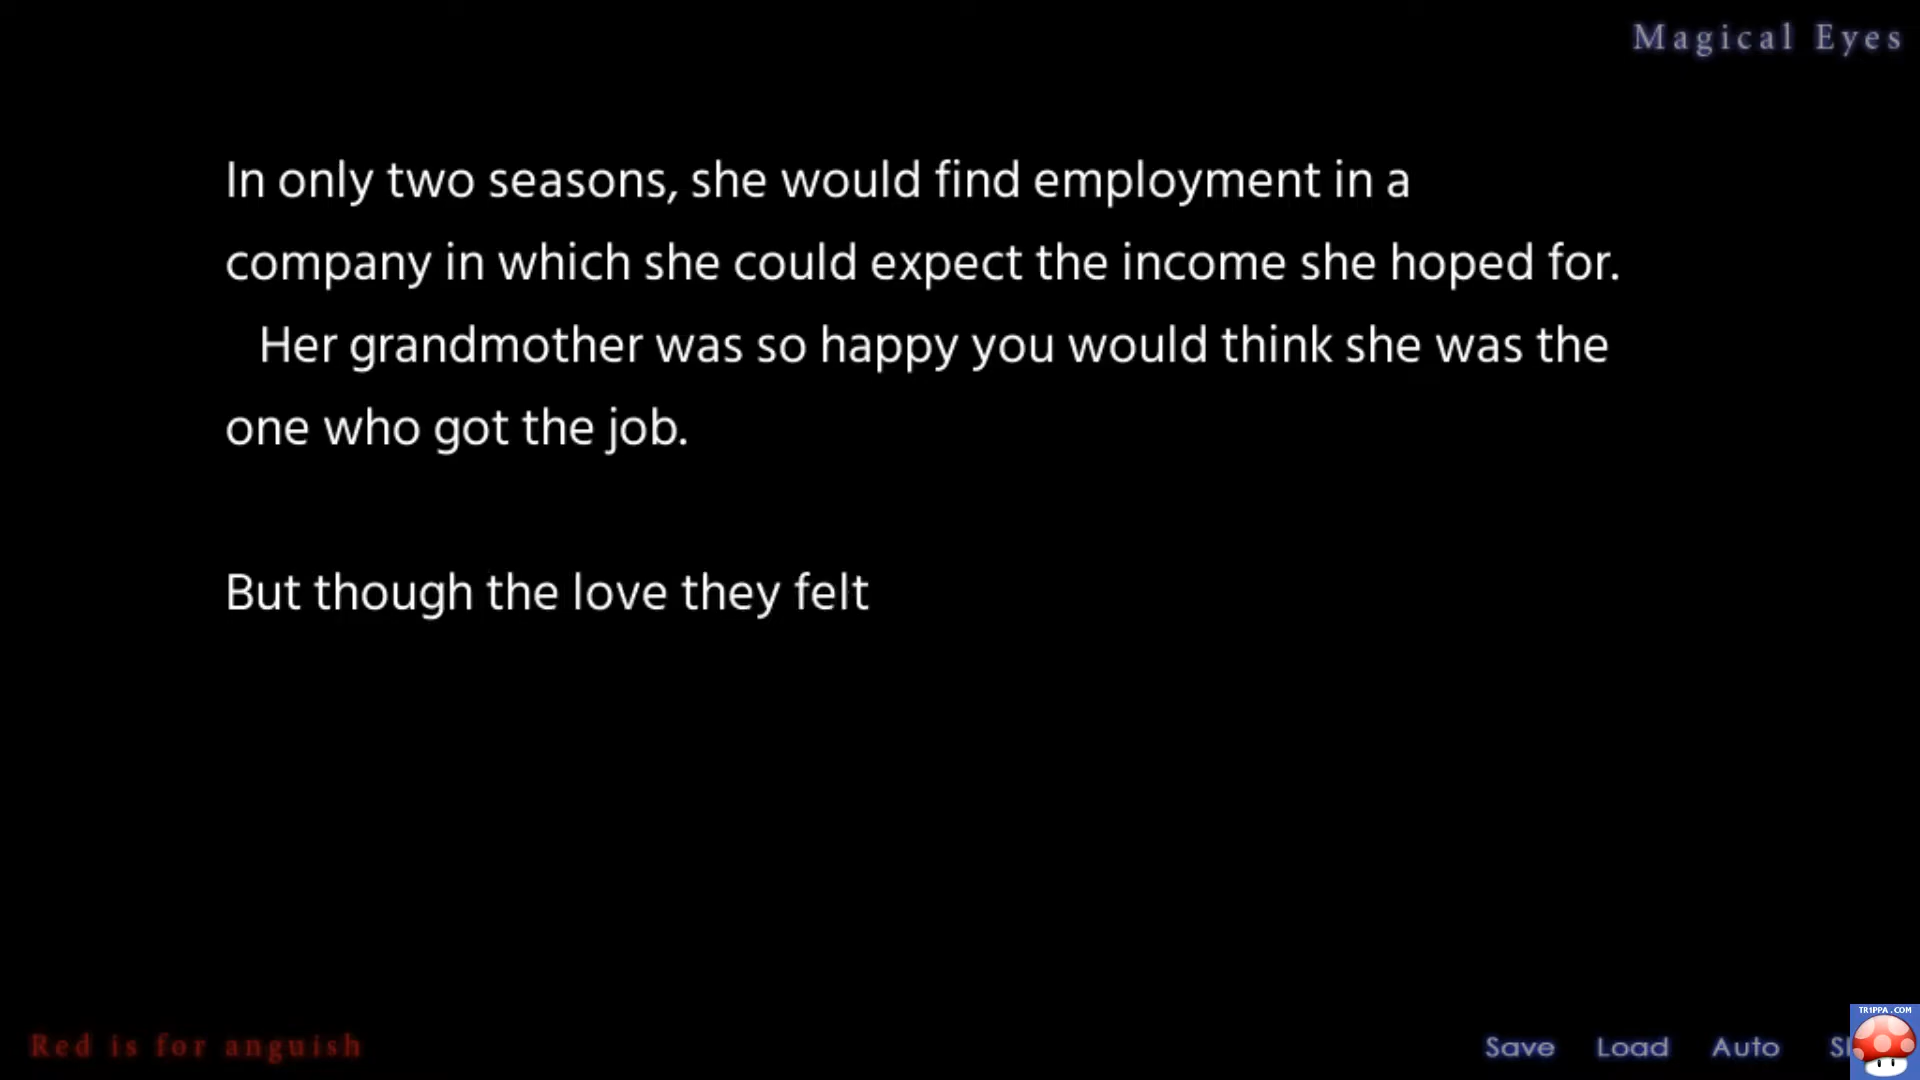 Magical Eyes
In only two seasons, she would find employment in a
company in which she could expect the income she hoped for.
Her grandmother was so happy you would think she was the
one who got the job.
But though the love they felt
Red is for anguish
Save Load Auto
TR1PPA.COM